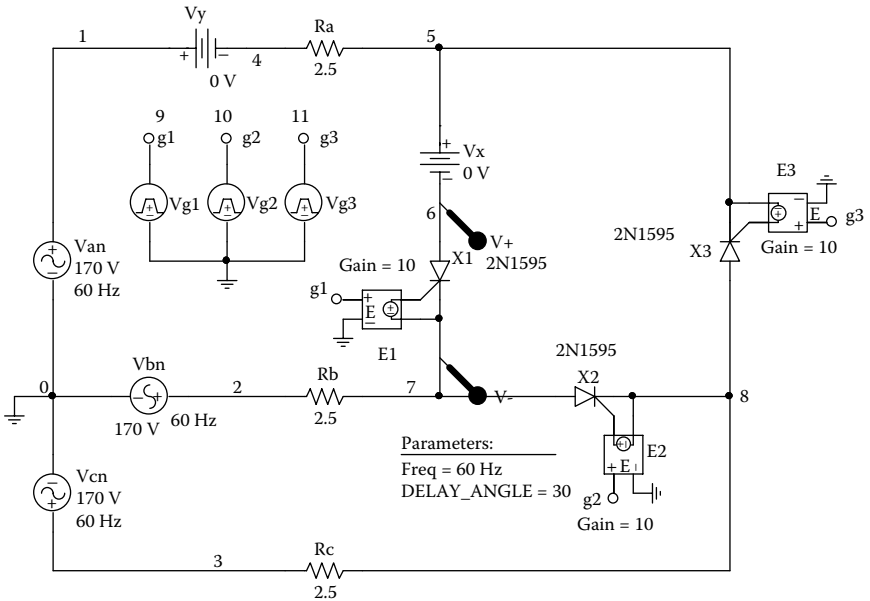 Vy
1
+ −
4
0 V
Ra
2.5
5
9
10
11
g1
g2
g3
Vg1
Vg2
Vg3
+
Vx
−
0 V
E3
−
E
+
g3
Gain = 10
6
V+
2N1595
X1
2N1595
X3
Van
170 V
60 Hz
+
−
Gain = 10
g1
+
E
−
E1
Vbn
0
−
+
170 V
60 Hz
2
Rb
2.5
7
V-
2N1595
X2
8
E2
+E
g2
Gain = 10
Parameters:
Freq = 60 Hz
DELAY_ANGLE = 30
Vcn
170 V
60 Hz
−
+
3
Rc
2.5